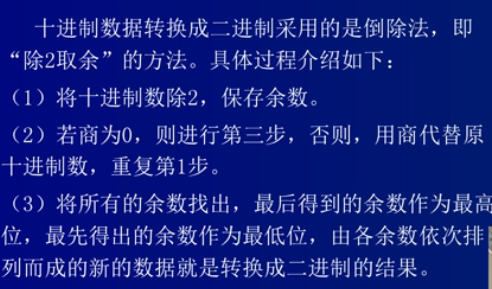 十进制数据转换成二进制采用的是倒除法，即
“除2取余”的方法。具体过程介绍如下：
（1）将十进制数除2，保存余数。
（2）若商为0，则进行第三步，否则，用商代替原
十进制数，重复第1步。
（3）将所有的余数找出，最后得到的余数作为最高
位，最先得出的余数作为最低位，由各余数依次排
列而成的新的数据就是转换成二进制的结果。